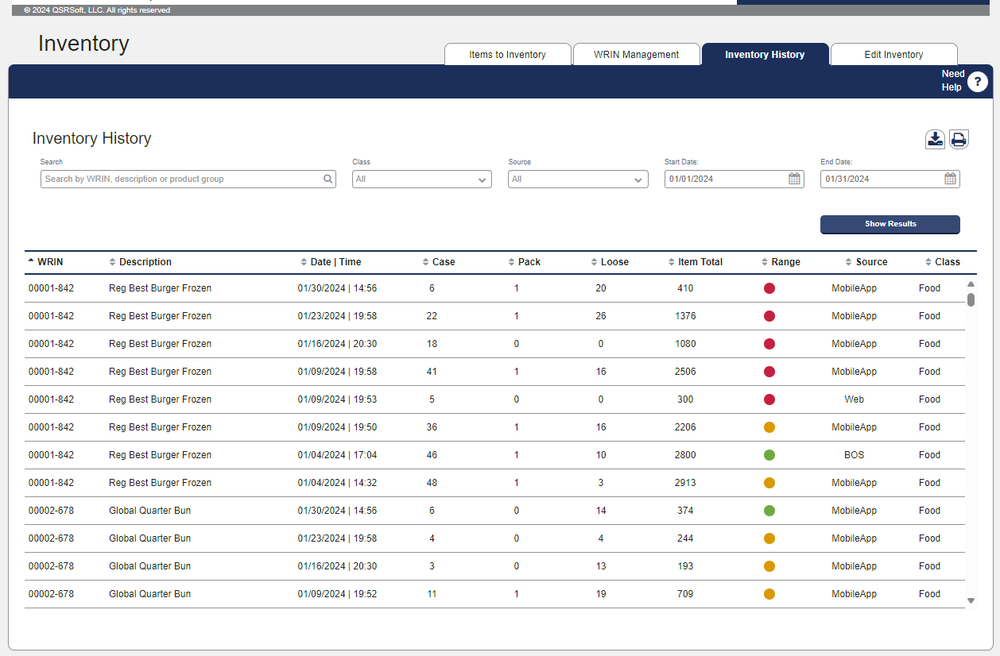 © 2024 QSRSoft, LLC. All rights reserved
Inventory
Items to Inventory WRIN Management Inventory History Edit Inventory
Need
Help ?
Inventory History
Search Class Source Start Date: End Date:
Search by WRIN, description or product group All All 01/01/2024 01/31/2024
Show Results
WRIN Description Date | Time Case Pack Loose Item Total Range Source Class
00001-842 Reg Best Burger Frozen 01/30/2024 | 14:56 6 1 20 410 MobileApp Food
00001-842 Reg Best Burger Frozen 01/23/2024 | 19:58 22 1 26 1376 MobileApp Food
00001-842 Reg Best Burger Frozen 01/16/2024 | 20:30 18 0 0 1080 MobileApp Food
00001-842 Reg Best Burger Frozen 01/09/2024 | 19:58 41 1 16 2506 MobileApp Food
00001-842 Reg Best Burger Frozen 01/09/2024 | 19:53 5 0 0 300 Web Food
00001-842 Reg Best Burger Frozen 01/09/2024 | 19:50 36 1 16 2206 MobileApp Food
00001-842 Reg Best Burger Frozen 01/04/2024 | 17:04 46 1 10 2800 BOS Food
00001-842 Reg Best Burger Frozen 01/04/2024 | 14:32 48 1 3 2913 MobileApp Food
00002-678 Global Quarter Bun 01/30/2024 | 14:56 6 0 14 374 MobileApp Food
00002-678 Global Quarter Bun 01/23/2024 | 19:58 4 0 4 244 MobileApp Food
00002-678 Global Quarter Bun 01/16/2024 | 20:30 3 0 13 193 MobileApp Food
00002-678 Global Quarter Bun 01/09/2024 | 19:52 11 1 19 709 MobileApp Food